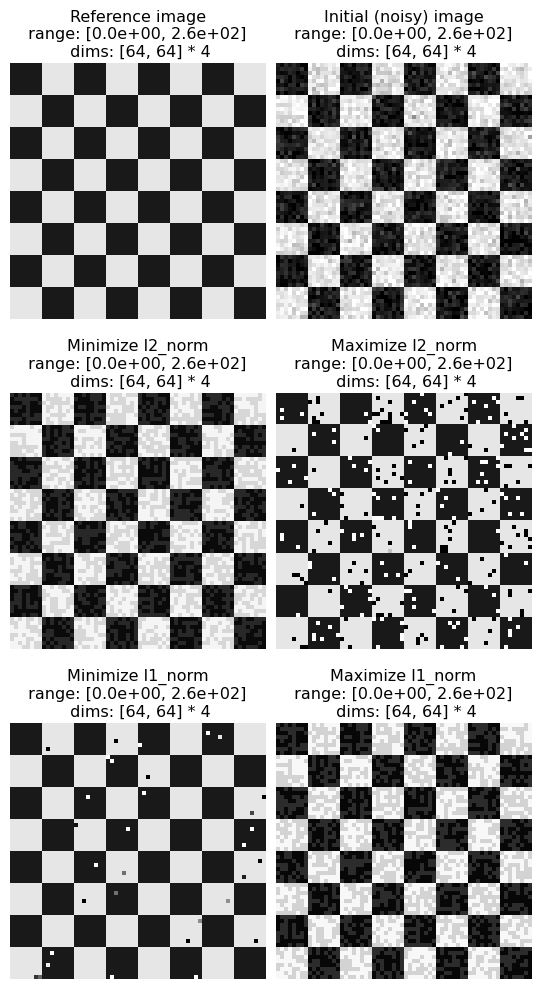 Reference image
range: [0.0e+00, 2.6e+02]
dims: [64, 64] * 4
Initial (noisy) image
range: [0.0e+00, 2.6e+02]
dims: [64, 64] * 4
Minimize l2_norm
range: [0.0e+00, 2.6e+02]
dims: [64, 64] * 4
Maximize l2_norm
range: [0.0e+00, 2.6e+02]
dims: [64, 64] * 4
Minimize l1_norm
range: [0.0e+00, 2.6e+02]
dims: [64, 64] * 4
Maximize l1_norm
range: [0.0e+00, 2.6e+02]
dims: [64, 64] * 4